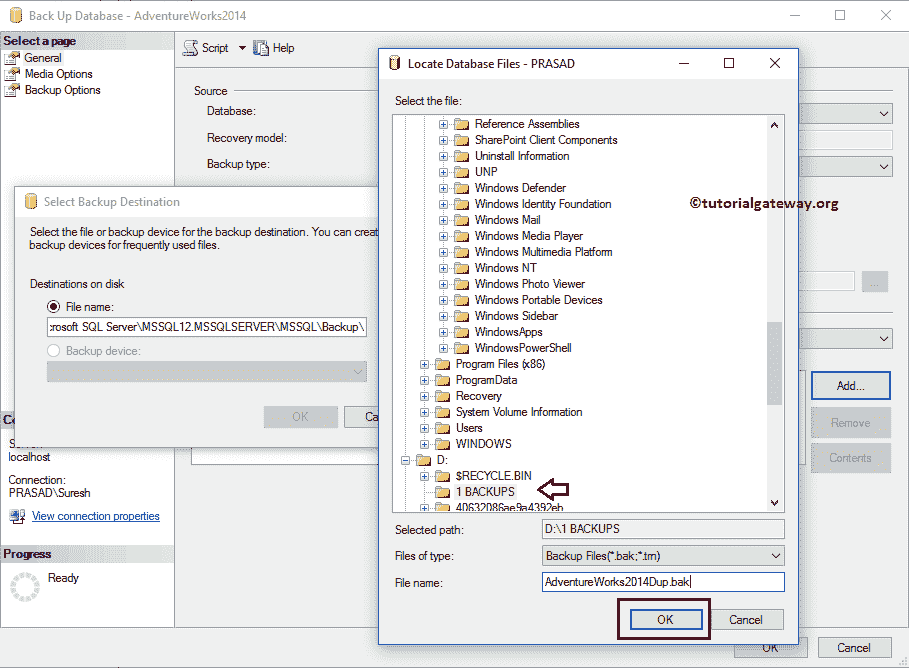 Back Up Database - AdventureWorks2014
Select a page
General
Media Options
Backup Options
Script
Help
Source
Database:
Recovery model:
Backup type:
Select Backup Destination
Select the file or backup device for the backup destination. You can create
backup devices for frequently used files.
Destinations on disk
File name:
rosoft SQL Server\MSSQL12.MSSQLSERVER\MSSQL\Backup\
Backup device:
OK
Ca
localhost
Connection:
PRASAD\Suresh
View connection properties
Progress
Ready
Locate Database Files - PRASAD
Select the file:
Reference Assemblies
SharePoint Client Components
Uninstall Information
UNP
Windows Defender
Windows Identity Foundation
Windows Mail
Windows Media Player
Windows Multimedia Platform
Windows NT
Windows Photo Viewer
Windows Portable Devices
Windows Sidebar
WindowsApps
WindowsPowerShell
Program Files (x86)
ProgramData
Recovery
System Volume Information
Users
WINDOWS
D:
$RECYCLE.BIN
1 BACKUPS
40632086ae9a4392eb
Selected path:
D:\1 BACKUPS
Files of type:
Backup Files(*.bak;*.trn)
File name:
AdventureWorks2014Dup.bak
OK
Cancel
©tutorialgateway.org
...
Add...
Remove
Contents
OK
Cancel